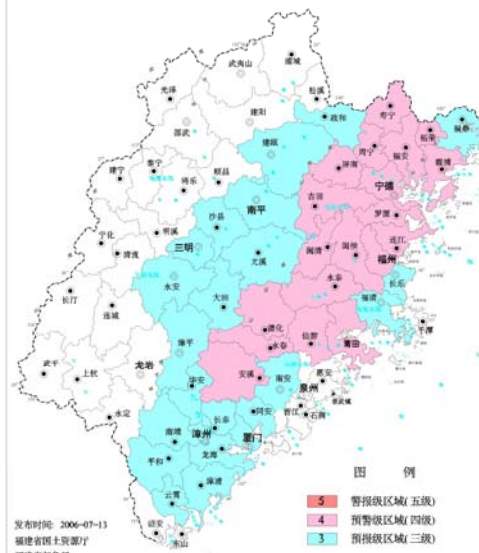 浦城
武夷山
光泽
松溪
建阳
邵武
政和
寿宁
柘荣
福鼎
建瓯
周宁
福安
建宁
泰宁
顺昌
屏南
霞浦
将乐
宁德
南平
古田
沙县
罗源
明溪
宁化
三明
尤溪
闽清
闽侯
连江
清流
福州
永安
永泰
长乐
长汀
大田
福清
连城
德化
平潭
漳平
永春
仙游
莆田
武平
龙岩
上杭
华安
安溪
南安
泉州
惠安
崇武城
永定
晋江
石狮
长泰
同安
南靖
漳州
厦门
平和
龙海
漳浦
云霄
诏安
东山
图 例
5 警报级区域(五级)
4 预警级区域(四级)
3 预报级区域(三级)
发布时间: 2006-07-13
福建省国土资源厅